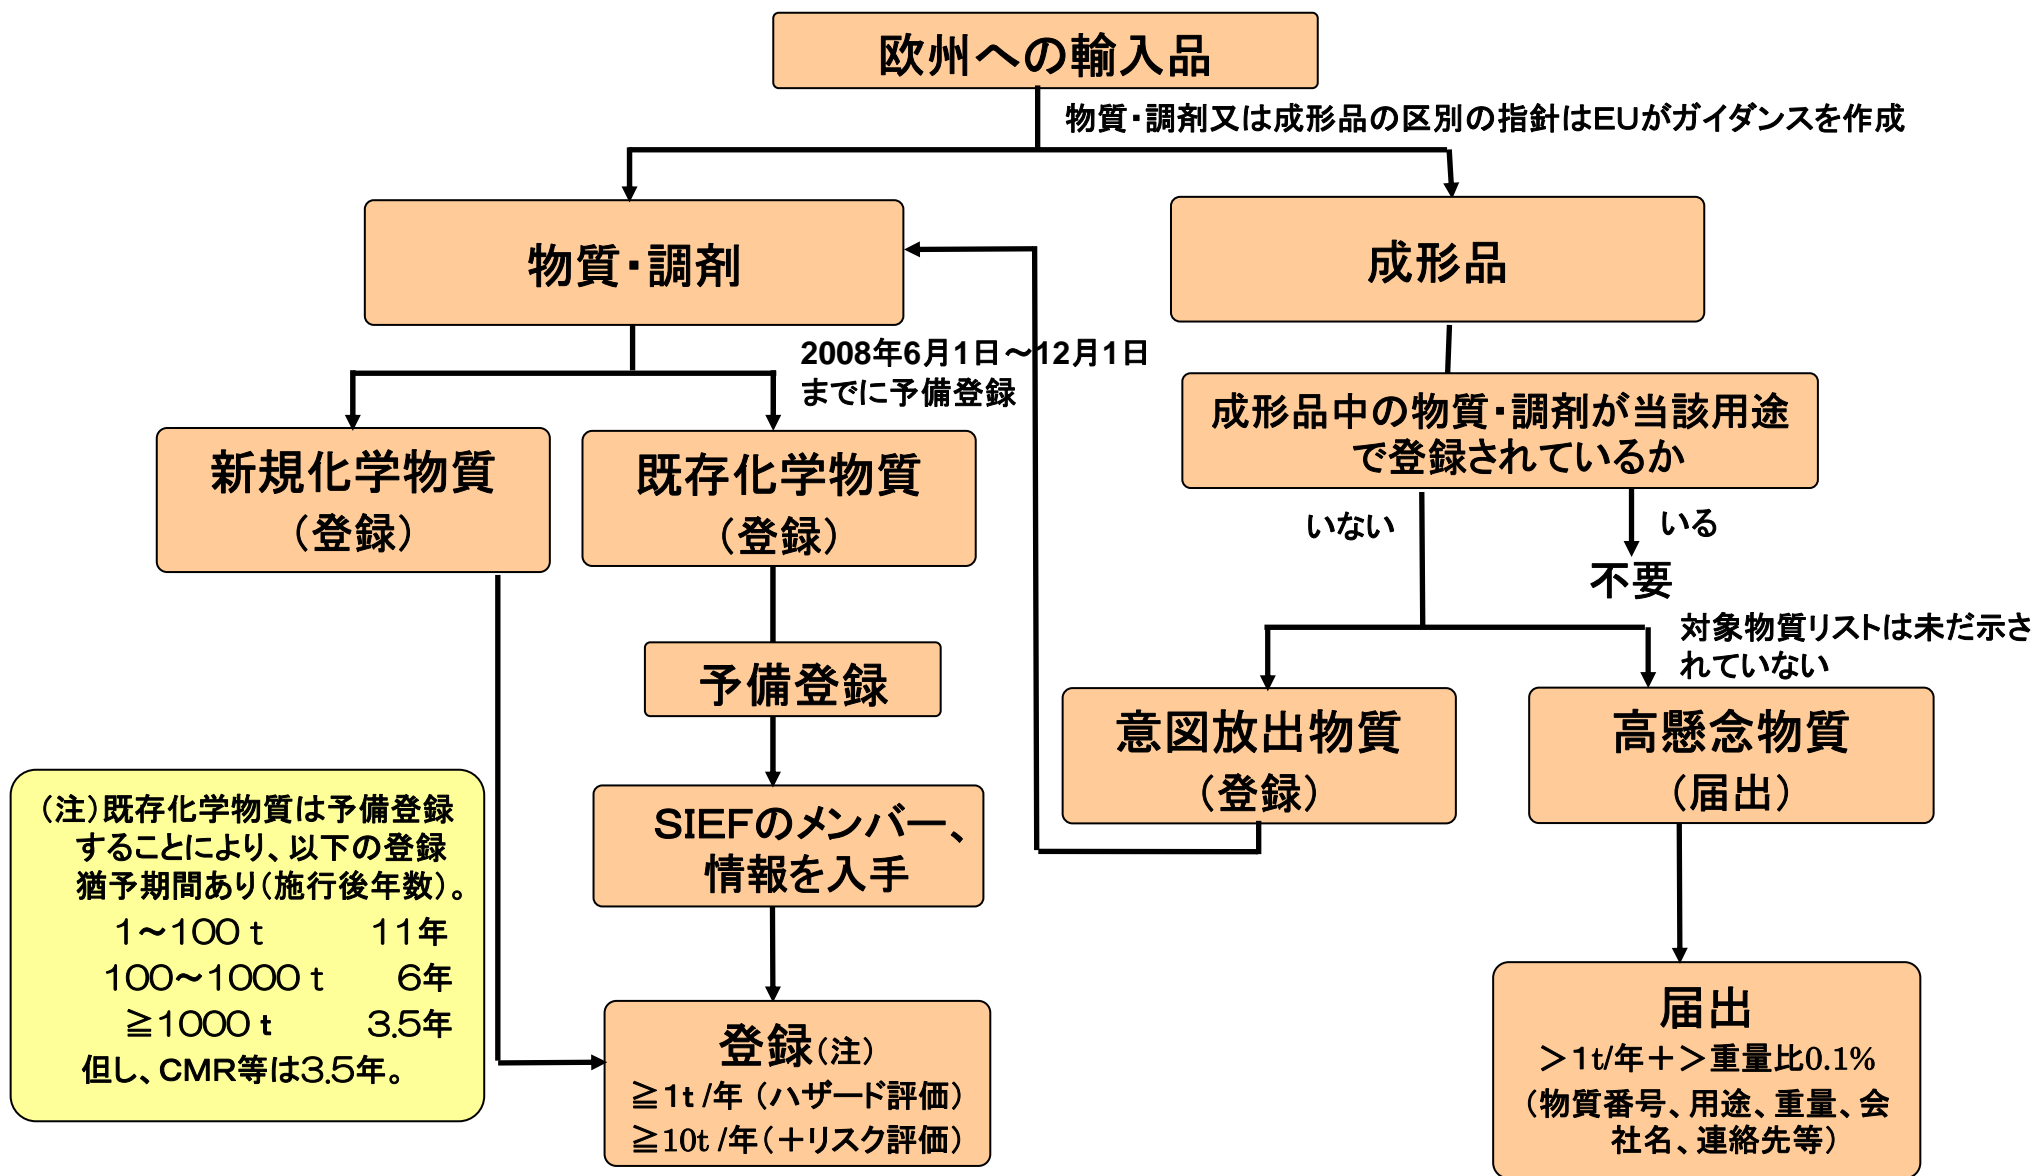 欧州への輸入品
物質・調剤又は成形品の区別の指針はEUがガイダンスを作成
物質・調剤
成形品
2008年6月1日～12月1日
までに予備登録
成形品中の物質・調剤が当該用途
で登録されているか
新規化学物質
（登録）
既存化学物質
（登録）
いない
いる
不要
対象物質リストは未だ示さ
れていない
予備登録
意図放出物質
（登録）
高懸念物質
（届出）
SIEFのメンバー、
情報を入手
（注）既存化学物質は予備登録
することにより、以下の登録
猶予期間あり（施行後年数）。
1～100ｔ　11年
100～1000ｔ　6年
≧1000ｔ　3.5年
但し、CMR等は3.5年。
登録（注）
≧1t/年（ハザード評価）
≧10t/年（＋リスク評価）
届出
＞1t/年＋＞重量比0.1%
（物質番号、用途、重量、会
社名、連絡先等）